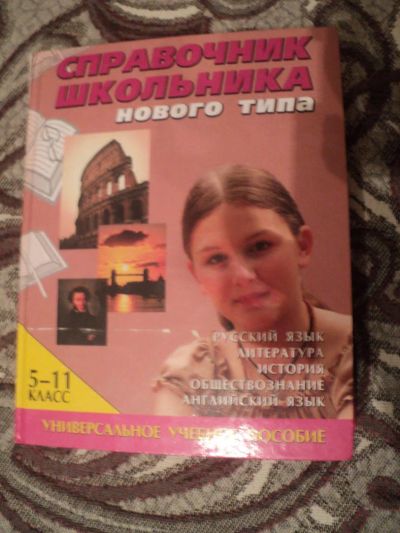 СПРАВОЧНИК
ШКОЛЬНИКА
НОВОГО ТИПА
РУССКИЙ ЯЗЫК
ЛИТЕРАТУРА
ИСТОРИЯ
ОБЩЕСТВОЗНАНИЕ
АНГЛИЙСКИЙ ЯЗЫК
5–11
КЛАСС
УНИВЕРСАЛЬНОЕ УЧЕБНОЕ ПОСОБИЕ